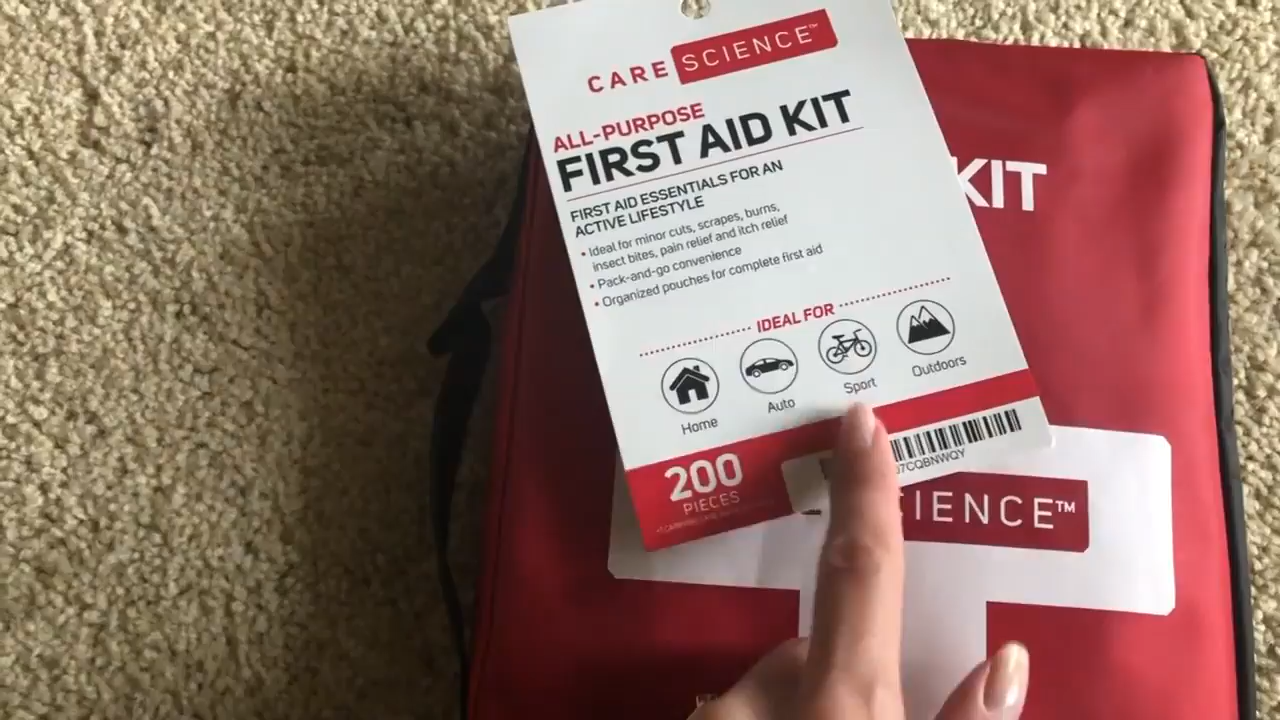 CARE SCIENCE™
ALL-PURPOSE
FIRST AID KIT
FIRST AID ESSENTIALS FOR AN
ACTIVE LIFESTYLE
• Ideal for minor cuts, scrapes, burns,
insect bites, pain relief and itch relief
• Pack-and-go convenience
• Organized pouches for complete first aid
IDEAL FOR
Home
Auto
Sport
Outdoors
200
PIECES
7CQBNWQY
KIT
CIENCE™